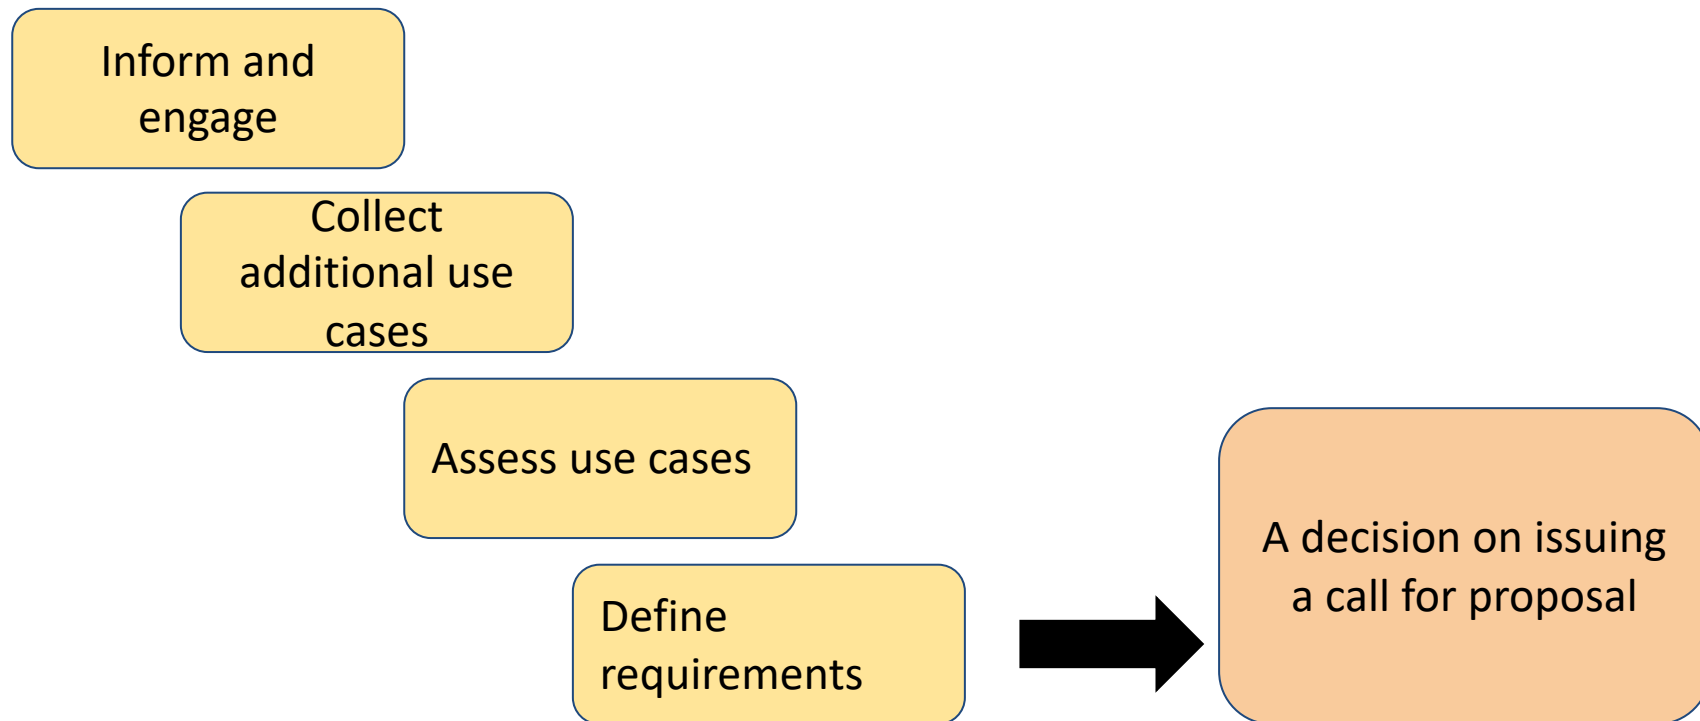 Inform and
engage
Collect
additional use
cases
Assess use cases
Define
requirements
A decision on issuing
a call for proposal